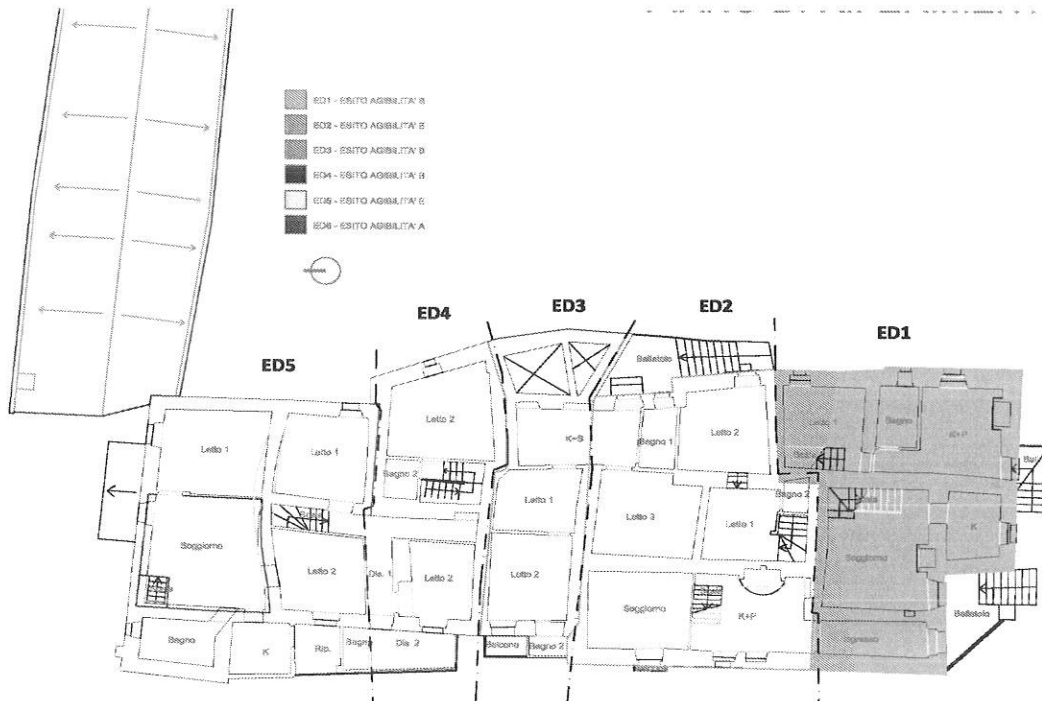 ED1 - ESITO AGIBILITA' B
ED2 - ESITO AGIBILITA' E
ED3 - ESITO AGIBILITA' B
ED4 - ESITO AGIBILITA' B
ED5 - ESITO AGIBILITA' E
ED6 - ESITO AGIBILITA' A
ED3
ED4
ED2
ED1
ED5
Ballatoio
Letto 2
Letto 1
Letto 1
K+S
Bagno 1
Letto 2
Letto 1
Bagno
K+P
Bagno 2
Letto 1
Bagno 2
Letto 3
Letto 1
K
Soggiorno
Soggiorno
Letto 2
Dis. 1
Letto 2
Letto 2
Soggiorno
K+P
Ballatoio
Bagno
K
Rip.
Bagno
Dis. 2
Balcone
Bagno 2
Ingresso